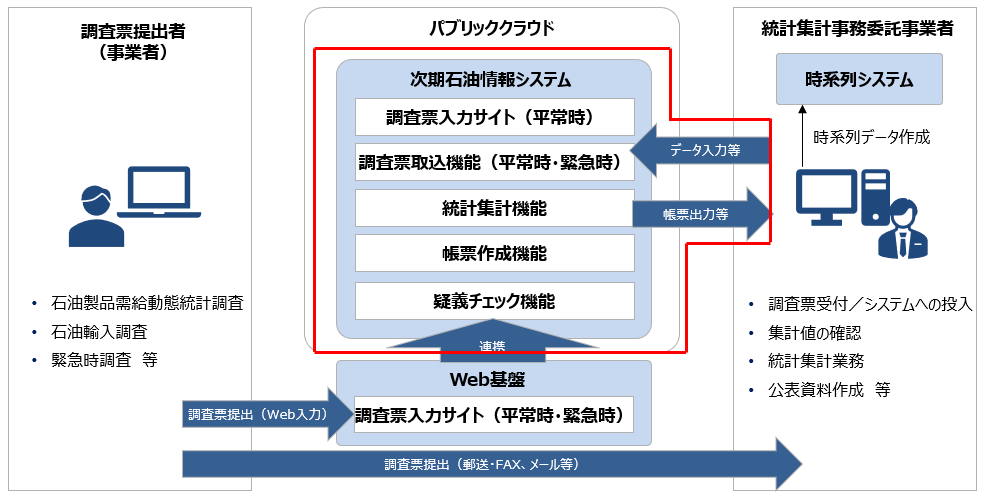 調査票提出者
（事業者）
• 石油製品需給動態統計調査
• 石油輸入調査
• 緊急時調査 等
パブリッククラウド
次期石油情報システム
調査票入力サイト（平常時）
調査票取込機能（平常時・緊急時）
統計集計機能
帳票作成機能
疑義チェック機能
連携
Web基盤
調査票入力サイト（平常時・緊急時）
調査票提出（Web入力）
調査票提出（郵送・FAX、メール等）
データ入力等
帳票出力等
統計集計事務委託事業者
時系列システム
時系列データ作成
• 調査票受付／システムへの投入
• 集計値の確認
• 統計集計業務
• 公表資料作成 等